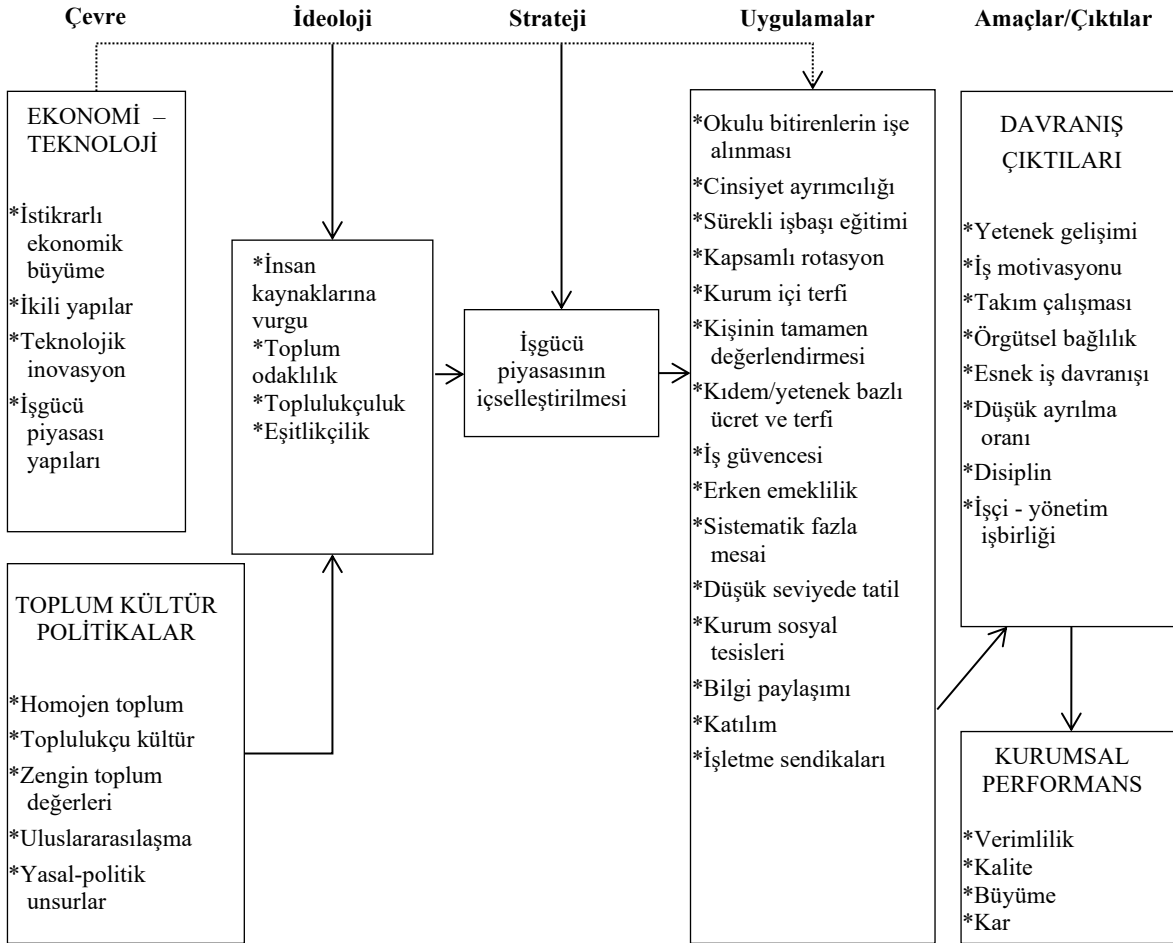 Çevre
İdeoloji
Strateji
Uygulamalar
Amaçlar/Çıktılar
EKONOMİ –
TEKNOLOJİ
*İstikrarlı
ekonomik
büyüme
*İkili yapılar
*Teknolojik
inovasyon
*İşgücü
piyasası
yapıları
TOPLUM KÜLTÜR
POLİTİKALAR
*Homojen toplum
*Toplulukçu kültür
*Zengin toplum
değerleri
*Uluslararasılaşma
*Yasal-politik
unsurlar
*İnsan
kaynaklarına
vurgu
*Toplum
odaklılık
*Toplulukçuluk
*Eşitlikçilik
İşgücü
piyasasının
içselleştirilmesi
*Okulu bitirenlerin işe
alınması
*Cinsiyet ayrımcılığı
*Sürekli işbaşı eğitimi
*Kapsamlı rotasyon
*Kurum içi terfi
*Kişinin tamamen
değerlendirmesi
*Kıdem/yetenek bazlı
ücret ve terfi
*İş güvencesi
*Erken emeklilik
*Sistematik fazla
mesai
*Düşük seviyede tatil
*Kurum sosyal
tesisleri
*Bilgi paylaşımı
*Katılım
*İşletme sendikaları
DAVRANIŞ
ÇIKTILARI
*Yetenek gelişimi
*İş motivasyonu
*Takım çalışması
*Örgütsel bağlılık
*Esnek iş davranışı
*Düşük ayrılma
oranı
*Disiplin
*İşçi - yönetim
işbirliği
KURUMSAL
PERFORMANS
*Verimlilik
*Kalite
*Büyüme
*Kar